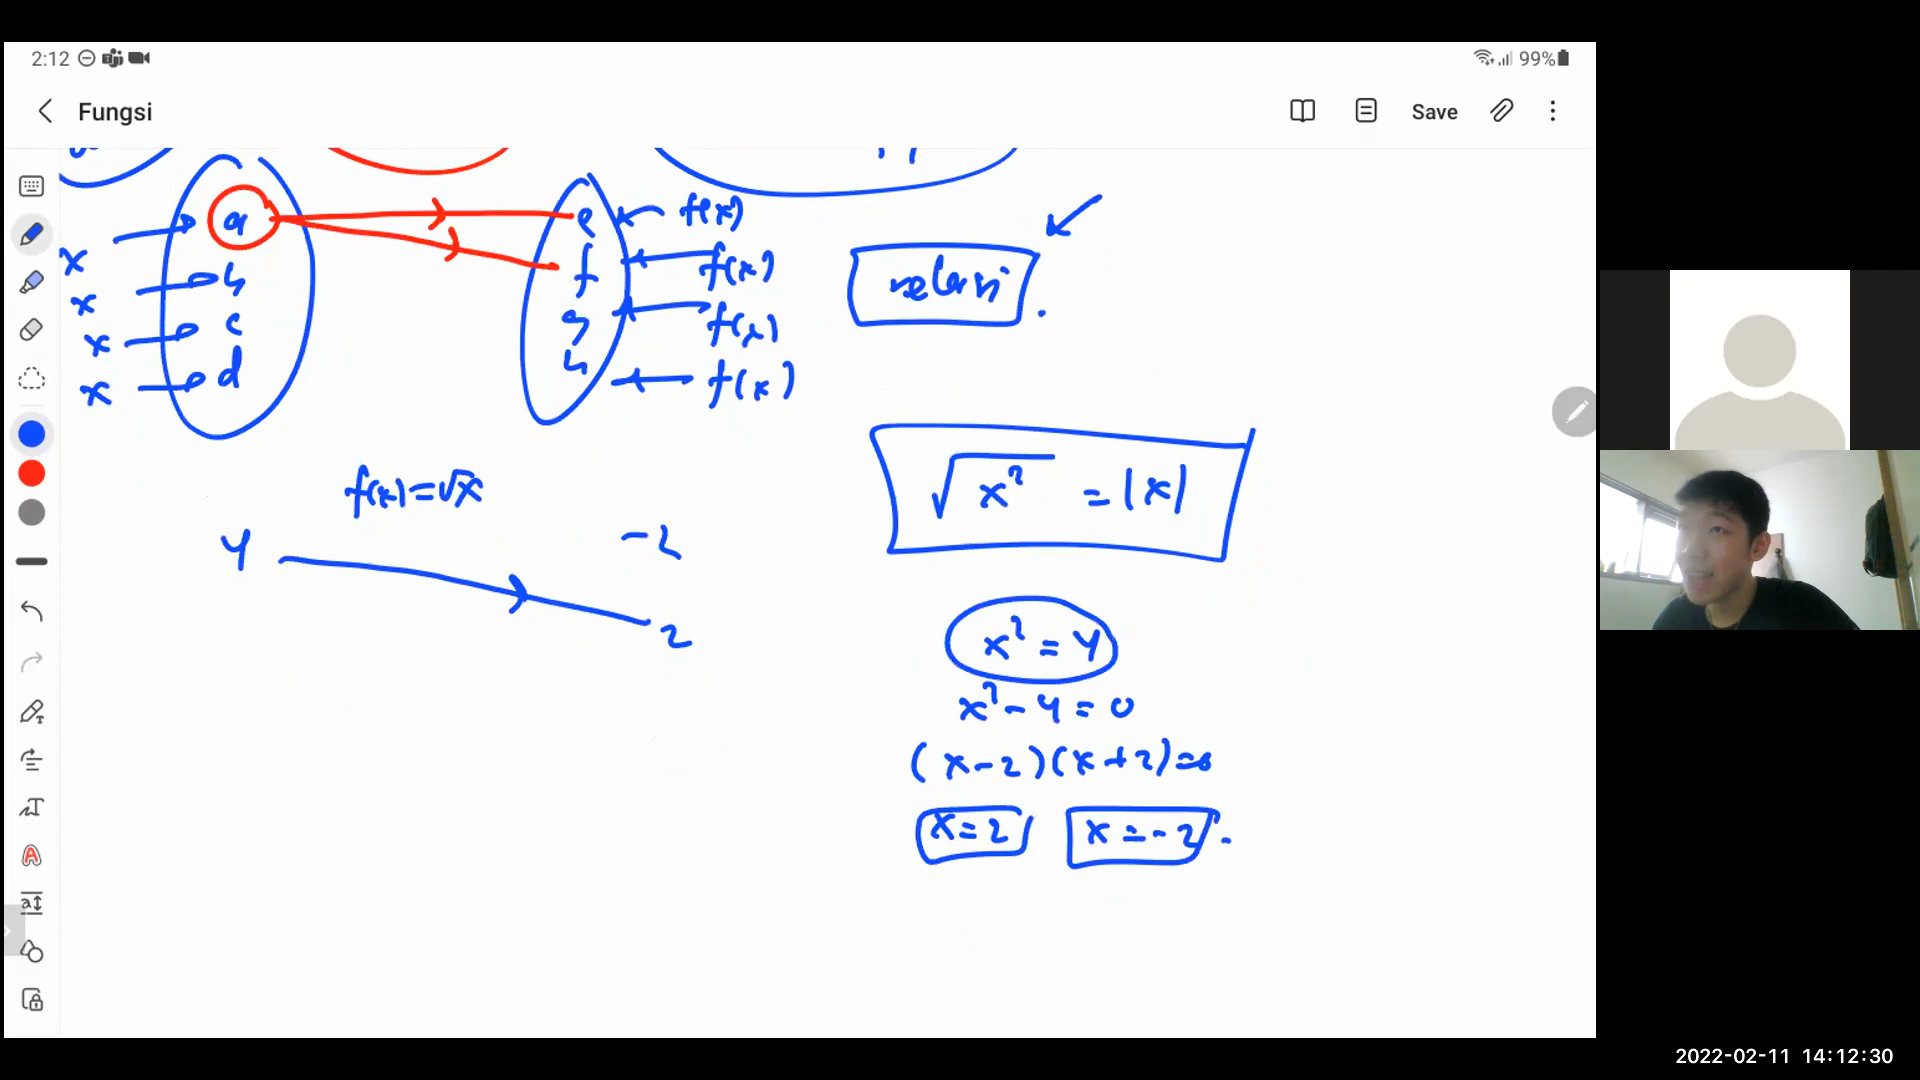 2:12 99%
Fungsi Save
a e f(x)
x b f f(x) relasi.
x c g f(x)
x d h f(x)
x
f(x)=√x √x² = |x|
4 -2
2
x² = 4
x² - 4 = 0
(x-2)(x+2)=0
x=2 x=-2.
2022-02-11 14:12:30